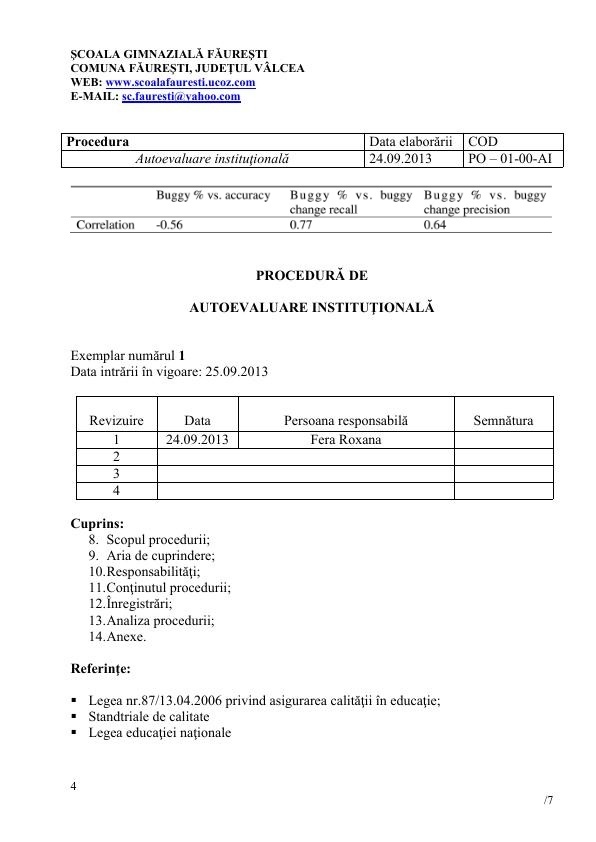 ŞCOALA GIMNAZIALĂ FĂUREŞTI
COMUNA FĂUREŞTI, JUDEŢUL VÂLCEA
WEB: www.scoalafauresti.ucoz.com
E-MAIL: sc.fauresti@yahoo.com
Procedura Data elaborării COD
Autoevaluare instituţională 24.09.2013 PO – 01-00-AI
Buggy % vs. accuracy Buggy % vs. buggy Buggy % vs. buggy
change recall change precision
Correlation -0.56 0.77 0.64
PROCEDURĂ DE
AUTOEVALUARE INSTITUŢIONALĂ
Exemplar numărul 1
Data intrării în vigoare: 25.09.2013
Revizuire Data Persoana responsabilă Semnătura
1 24.09.2013 Fera Roxana
2
3
4
Cuprins:
8. Scopul procedurii;
9. Aria de cuprindere;
10.Responsabilităţi;
11.Conţinutul procedurii;
12.Înregistrări;
13.Analiza procedurii;
14.Anexe.
Referinţe:
▪ Legea nr.87/13.04.2006 privind asigurarea calităţii în educaţie;
▪ Standtriale de calitate
▪ Legea educaţiei naţionale
4
/7